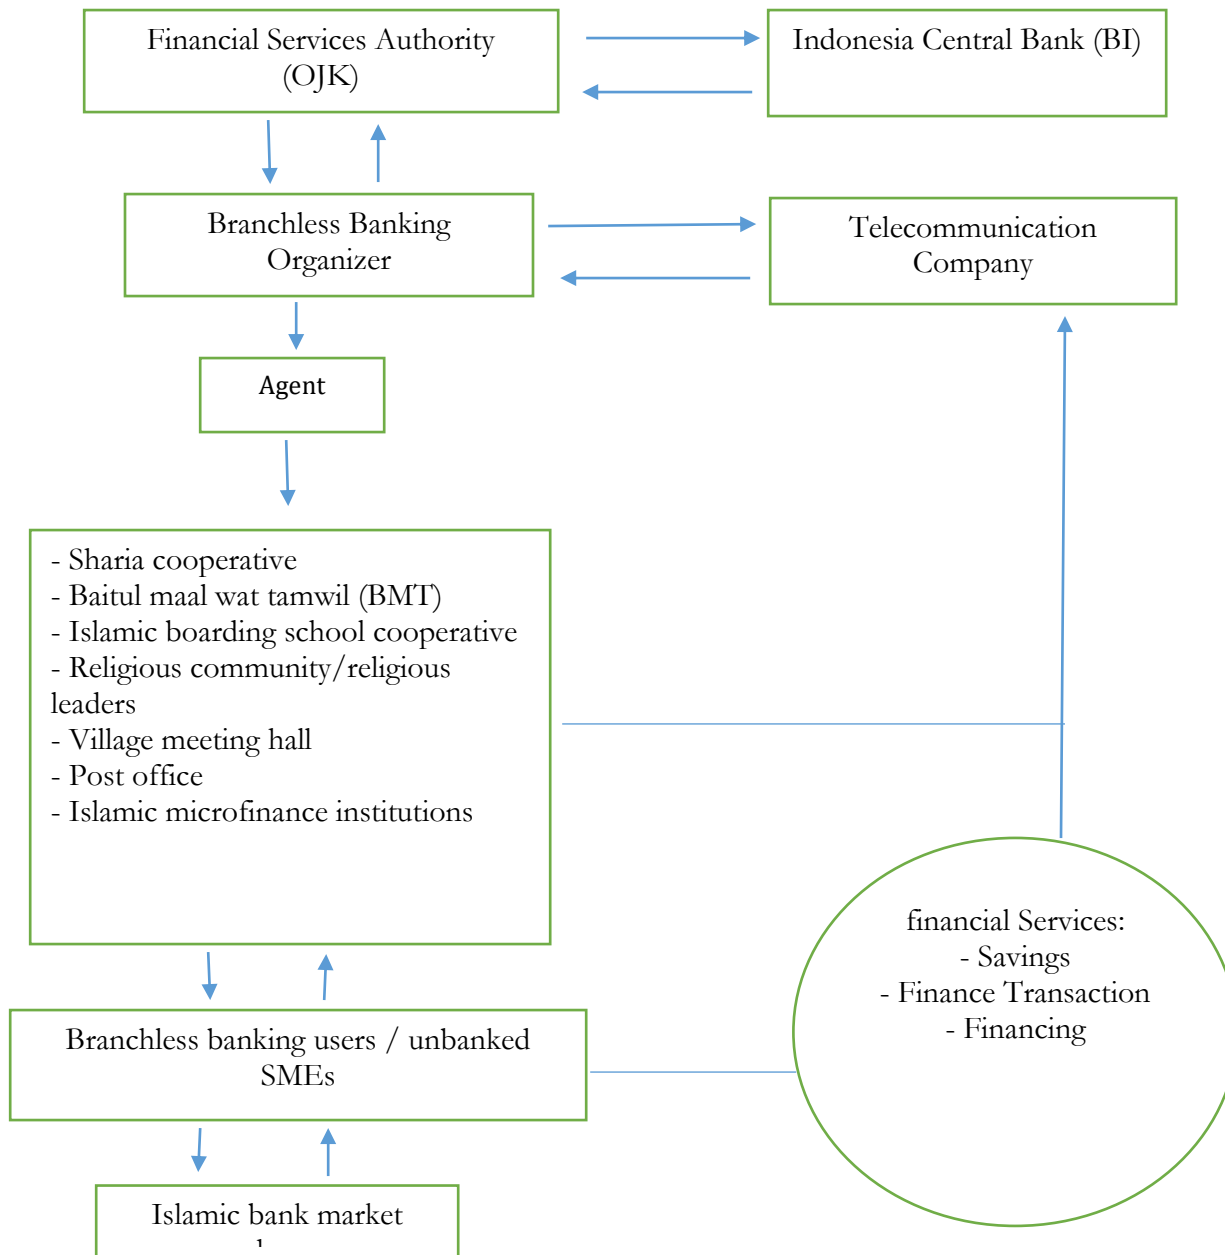 Financial Services Authority
(OJK)
Indonesia Central Bank (BI)
Branchless Banking
Organizer
Telecommunication
Company
Agent
- Sharia cooperative
- Baitul maal wat tamwil (BMT)
- Islamic boarding school cooperative
- Religious community/religious
leaders
- Village meeting hall
- Post office
- Islamic microfinance institutions
financial Services:
- Savings
- Finance Transaction
- Financing
Branchless banking users / unbanked
SMEs
Islamic bank market